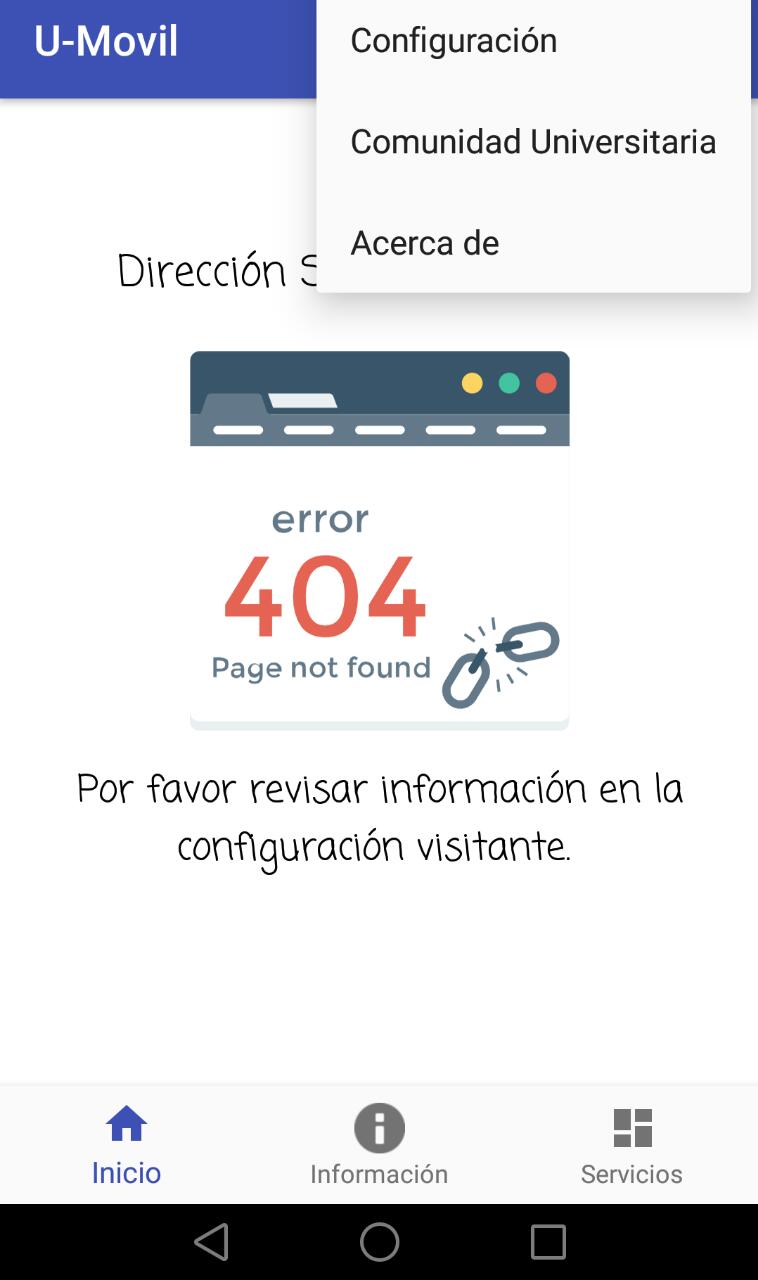 U-Movil
Configuración
Comunidad Universitaria
Acerca de
Dirección
error
404
Page not found
Por favor revisar información en la
configuración visitante.
Inicio
Información
Servicios